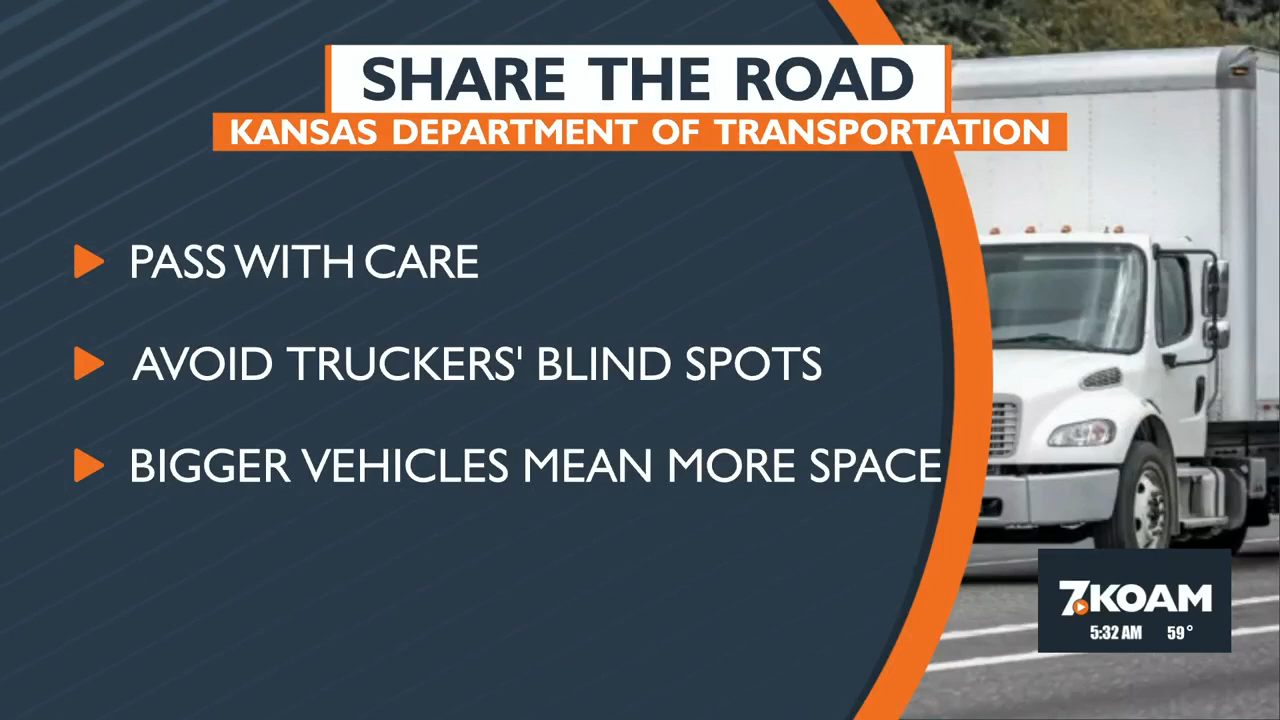 SHARE THE ROAD
KANSAS DEPARTMENT OF TRANSPORTATION
PASS WITH CARE
AVOID TRUCKERS' BLIND SPOTS
BIGGER VEHICLES MEAN MORE SPACE
7KOAM
5:32 AM 59°